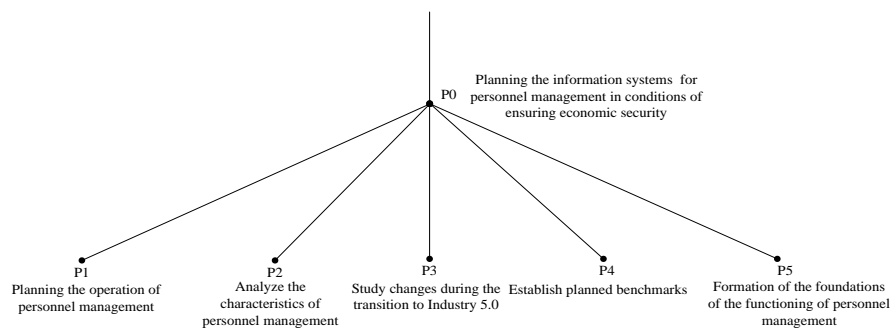 P0
Planning the information systems for
personnel management in conditions of
ensuring economic security
P1
Planning the operation of
personnel management
P2
Analyze the
characteristics of
personnel management
P3
Study changes during the
transition to Industry 5.0
P4
Establish planned benchmarks
P5
Formation of the foundations
of the functioning of personnel
management